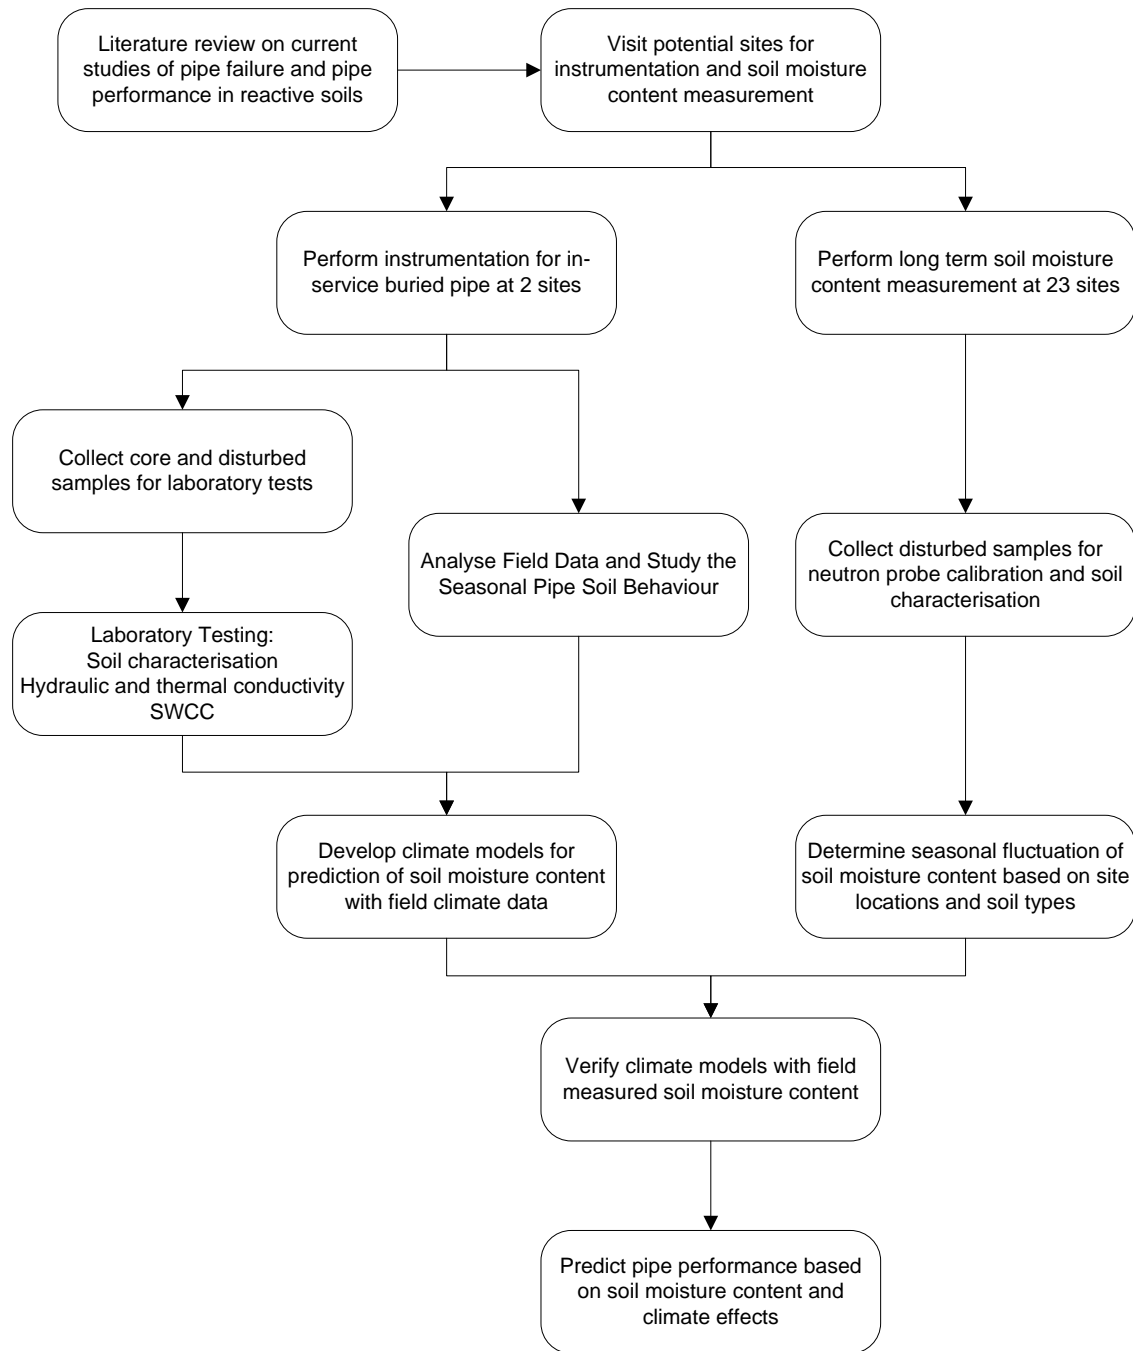 Literature review on current
studies of pipe failure and pipe
performance in reactive soils
Visit potential sites for
instrumentation and soil moisture
content measurement
Perform instrumentation for in-
service buried pipe at 2 sites
Perform long term soil moisture
content measurement at 23 sites
Collect core and disturbed
samples for laboratory tests
Analyse Field Data and Study the
Seasonal Pipe Soil Behaviour
Collect disturbed samples for
neutron probe calibration and soil
characterisation
Laboratory Testing:
Soil characterisation
Hydraulic and thermal conductivity
SWCC
Develop climate models for
prediction of soil moisture content
with field climate data
Determine seasonal fluctuation of
soil moisture content based on site
locations and soil types
Verify climate models with field
measured soil moisture content
Predict pipe performance based
on soil moisture content and
climate effects